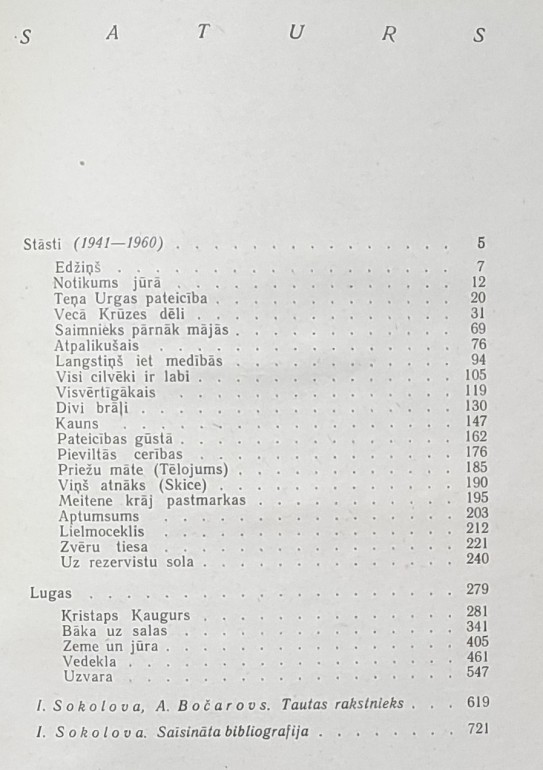 S A T U R S
Stāsti (1941—1960) . . . . . . . . . . . . . . . 5
Edžiņš . . . . . . . . . . . . . . . . . . 7
Notikums jūrā . . . . . . . . . . . . . . . 12
Teņa Urgas pateicība . . . . . . . . . . . . . 20
Vecā Krūzes dēli . . . . . . . . . . . . . . 31
Saimnieks pārnāk mājās . . . . . . . . . . . . 69
Atpalikušais . . . . . . . . . . . . . . . . 76
Langstiņš iet medībās . . . . . . . . . . . . 94
Visi cilvēki ir labi . . . . . . . . . . . . . . 105
Visvērtīgākais . . . . . . . . . . . . . . 119
Divi brāļi . . . . . . . . . . . . . . . . . 130
Kauns . . . . . . . . . . . . . . . . . . 147
Pateicības gūstā . . . . . . . . . . . . . . . 162
Pieviltās cerības . . . . . . . . . . . . . . 176
Priežu māte (Tēlojums) . . . . . . . . . . . . 185
Viņš atnāks (Skice) . . . . . . . . . . . . . 190
Meitene krāj pastmarkas . . . . . . . . . . . 195
Aptumsums . . . . . . . . . . . . . . . . 203
Lielmoceklis . . . . . . . . . . . . . . . . 212
Zvēru tiesa . . . . . . . . . . . . . . . . 221
Uz rezervistu sola . . . . . . . . . . . . . . 240
Lugas . . . . . . . . . . . . . . . . . . . 279
Kristaps Kaugurs . . . . . . . . . . . . . . 281
Bāka uz salas . . . . . . . . . . . . . . . 341
Zeme un jūra . . . . . . . . . . . . . . . . 405
Vedekla . . . . . . . . . . . . . . . . . . 461
Uzvara . . . . . . . . . . . . . . . . . . 547
I. Sokolova, A. Bočarovs. Tautas rakstnieks . . . 619
I. Sokolova. Saīsināta bibliogrāfija . . . . . . . . 721